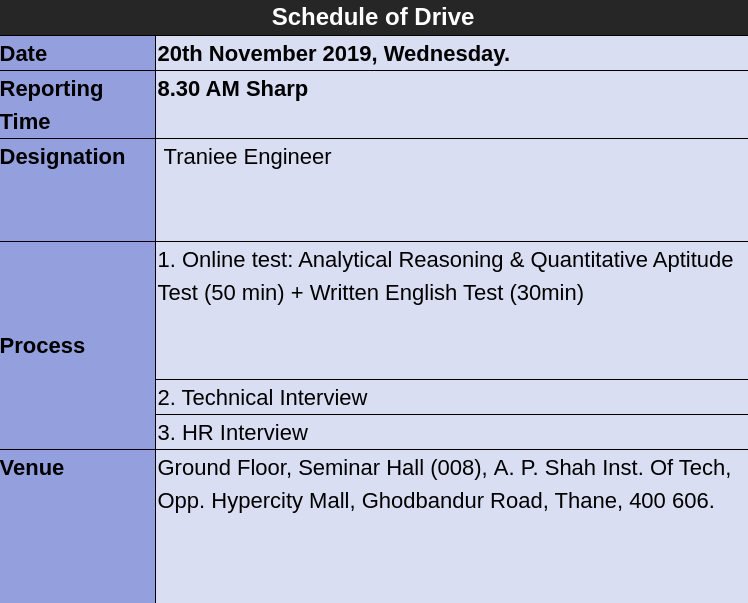 Schedule of Drive
Date
20th November 2019, Wednesday.
Reporting
Time
8.30 AM Sharp
Designation
Traniee Engineer
Process
1. Online test: Analytical Reasoning & Quantitative Aptitude
Test (50 min) + Written English Test (30min)
2. Technical Interview
3. HR Interview
Venue
Ground Floor, Seminar Hall (008), A. P. Shah Inst. Of Tech,
Opp. Hypercity Mall, Ghodbandur Road, Thane, 400 606.